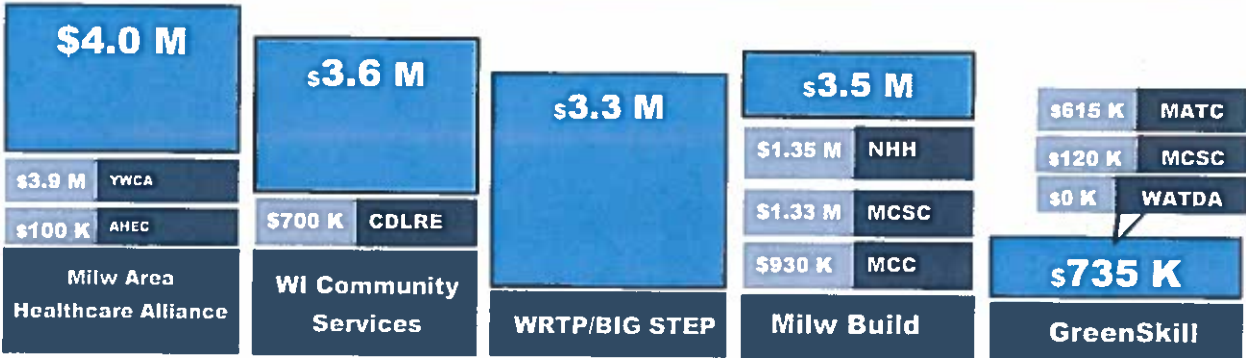 $4.0 M
$3.9 M YWCA
$100 K AHEC
Milw Area
Healthcare Alliance
$3.6 M
$700 K CDLRE
WI Community
Services
$3.3 M
WRTP/BIG STEP
$3.5 M
$1.35 M NHH
$1.33 M MCSC
$930 K MCC
Milw Build
$615 K MATC
$120 K MCSC
$0 K WATDA
$735 K
GreenSkill